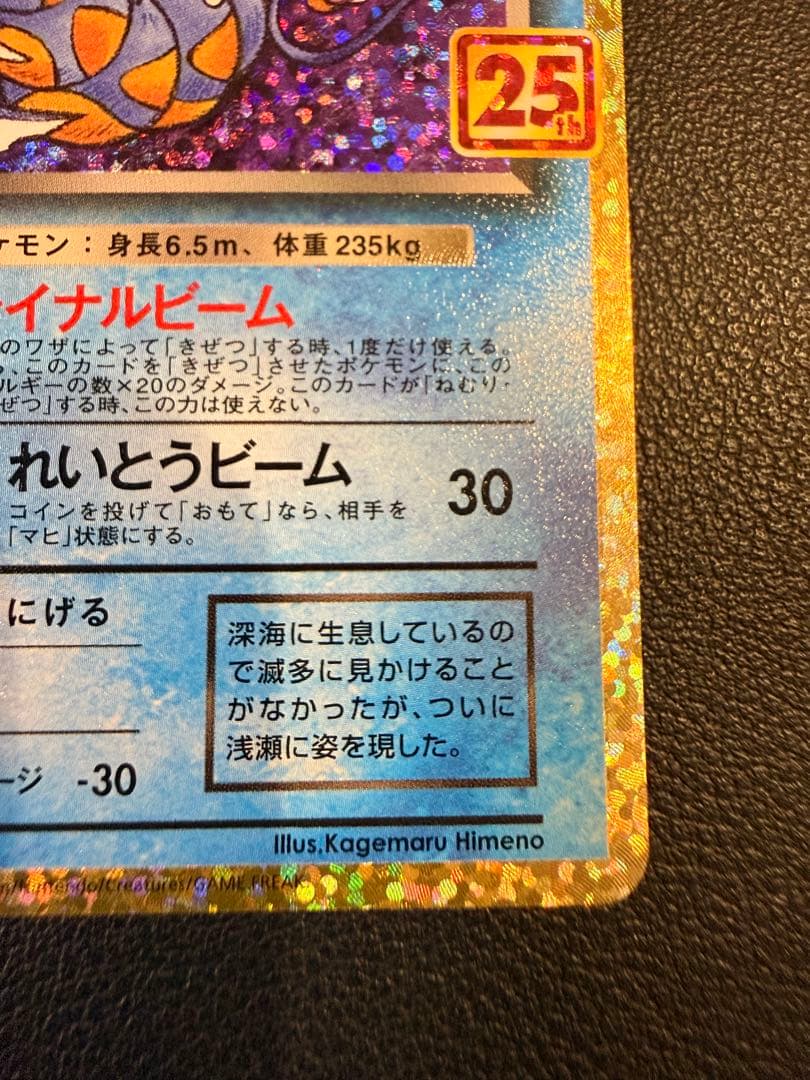 25
th
ケモン：身長6.5m、体重235kg
イナルビーム
のワザによって「きぜつ」する時、1度だけ使える。
、このカードを「きぜつ」させたポケモンに、この
ルギーの数×20のダメージ。このカードが「ねむり・
ぜつ」する時、この力は使えない。
れいとうビーム 30
コインを投げて「おもて」なら、相手を
「マヒ」状態にする。
にげる
深海に生息しているの
で滅多に見かけること
がなかったが、ついに
浅瀬に姿を現した。
ージ -30
Illus.Kagemaru Himeno
/Nintendo/Creatures/GAME FREAK